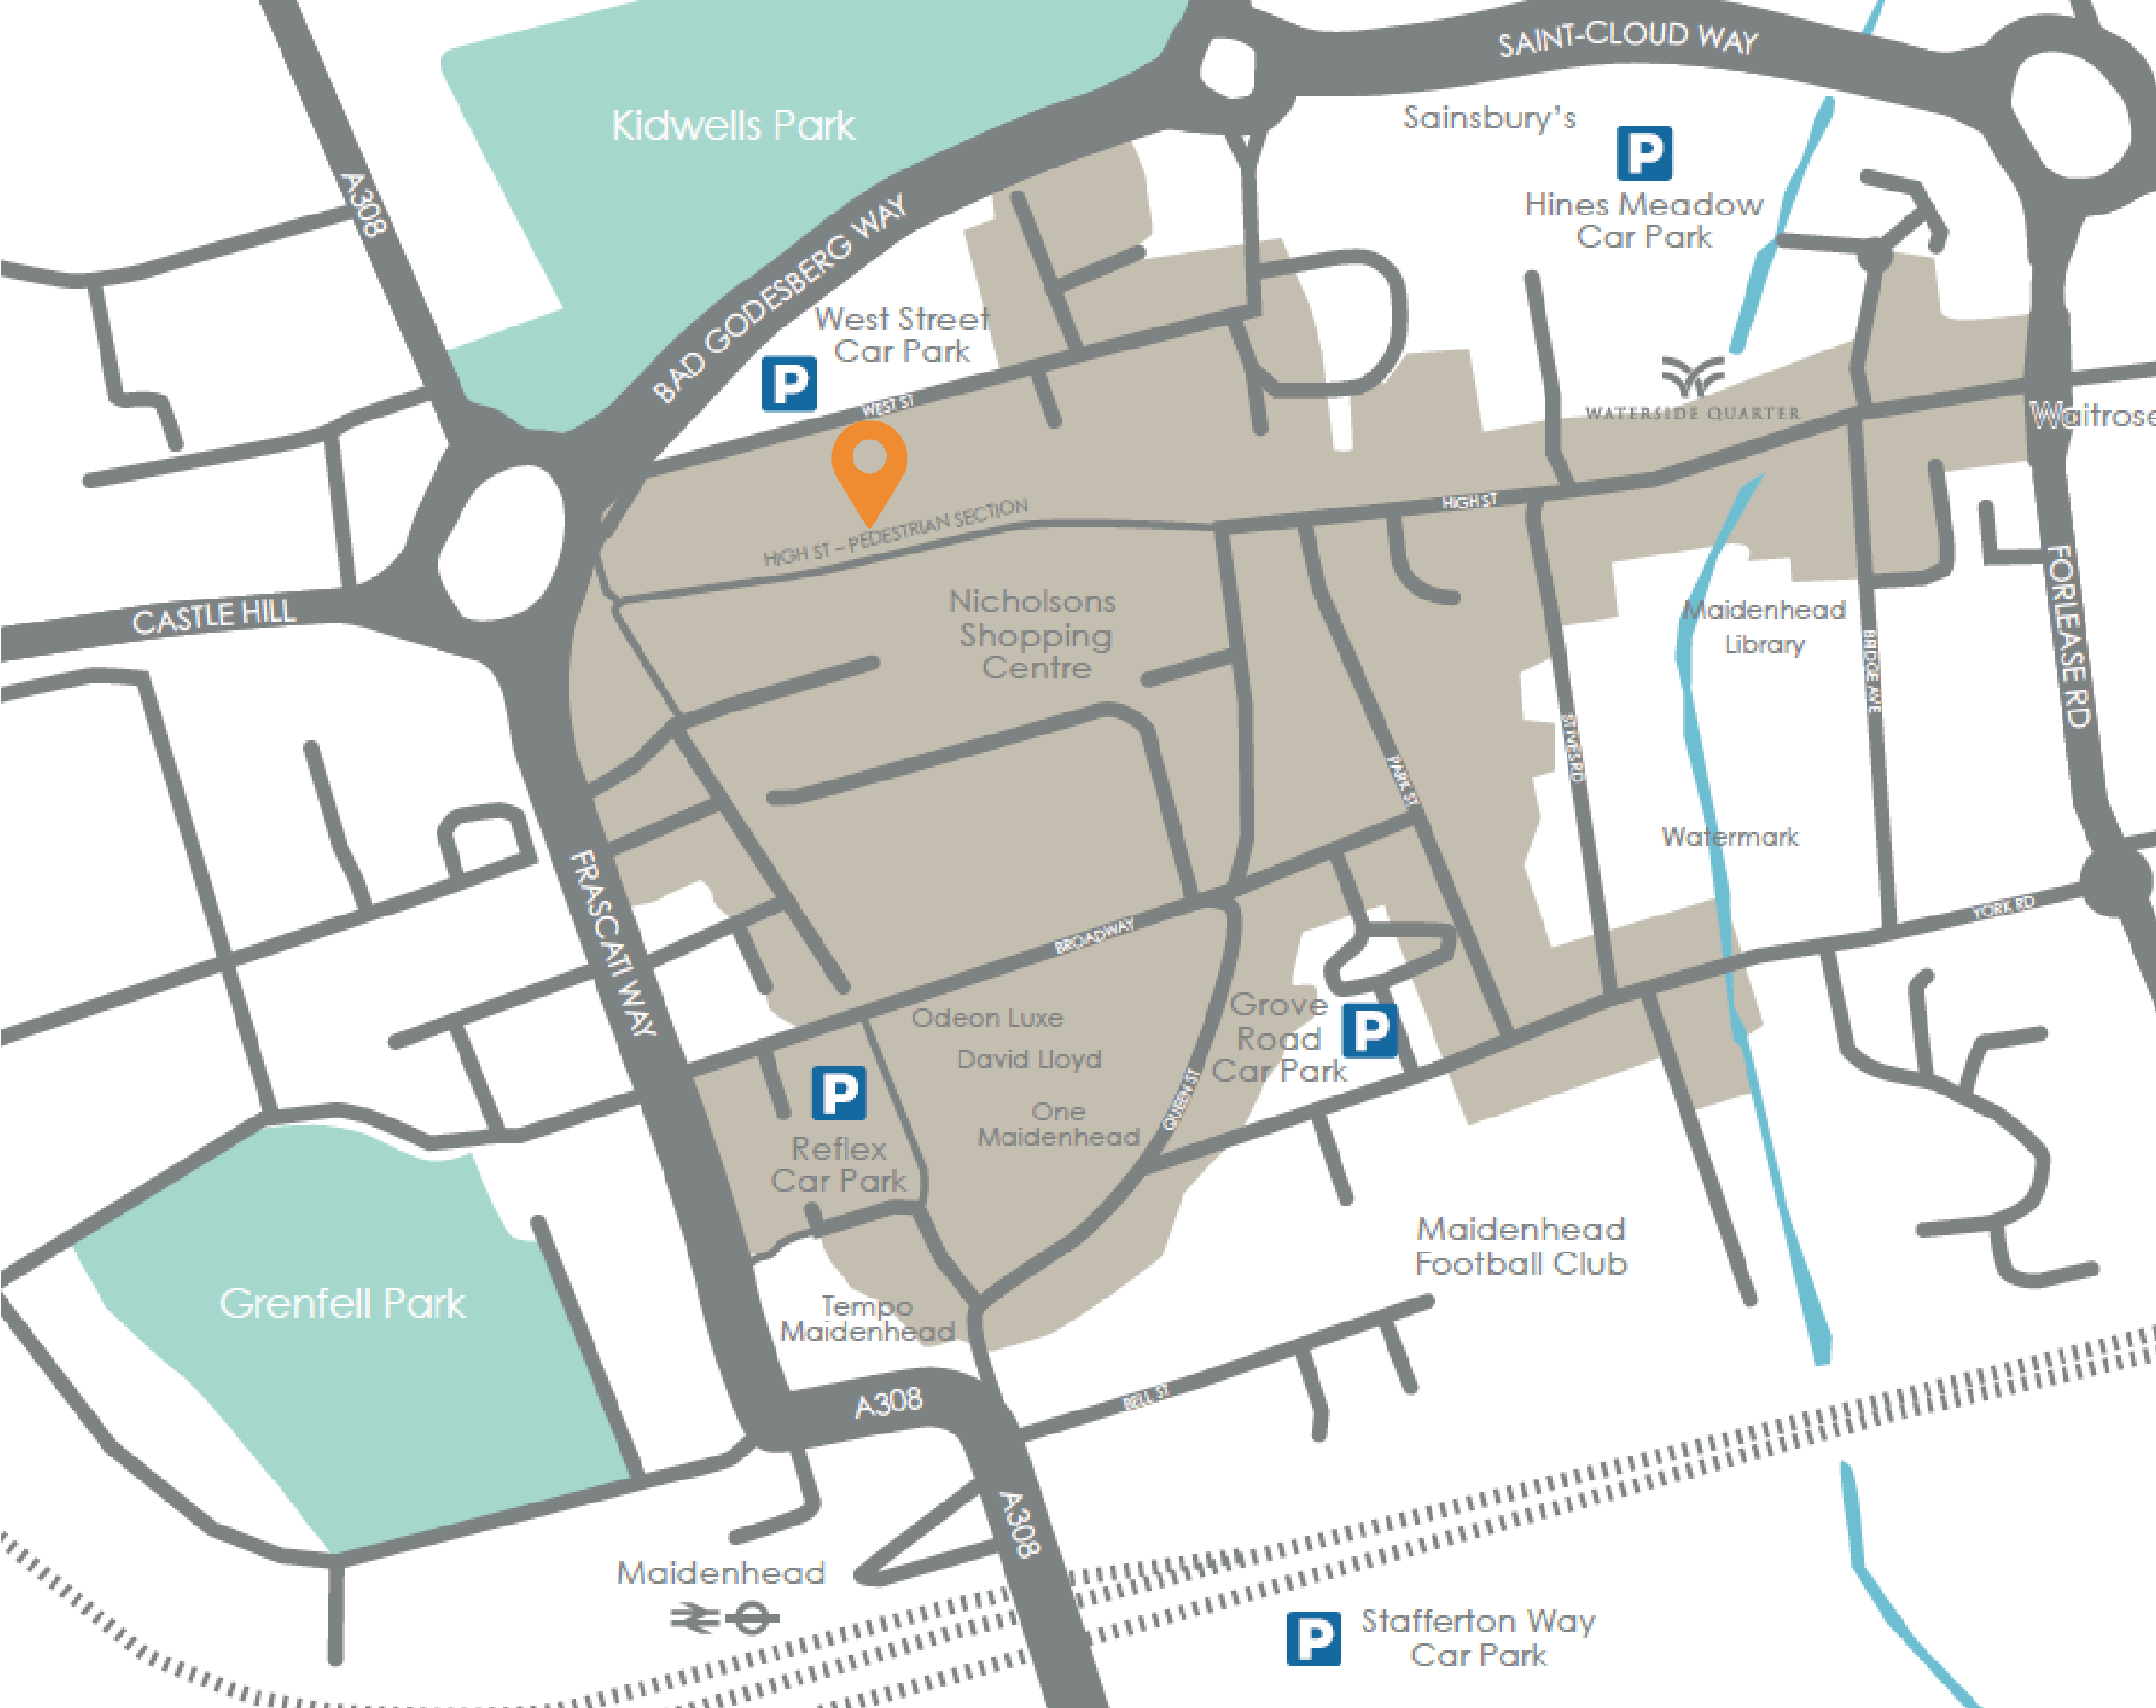 SAINT-CLOUD WAY
Kidwells Park
Sainsbury's
P
Hines Meadow
Car Park
A308
BAD GODESBERG WAY
West Street
Car Park
P
WEST ST
WATERSIDE QUARTER
Waitrose
HIGH ST – PEDESTRIAN SECTION
HIGH ST
CASTLE HILL
Nicholsons
Shopping
Centre
Maidenhead
Library
BRIDGE AVE
FORLEASE RD
ST IVES RD
PARK ST
Watermark
FRASCATI WAY
BROADWAY
YORK RD
Odeon Luxe
David Lloyd
One
Maidenhead
Grove
Road
Car Park
P
P
Reflex
Car Park
QUEEN ST
Maidenhead
Football Club
Grenfell Park
Tempo
Maidenhead
A308
BELL ST
A308
Maidenhead
P
Stafferton Way
Car Park